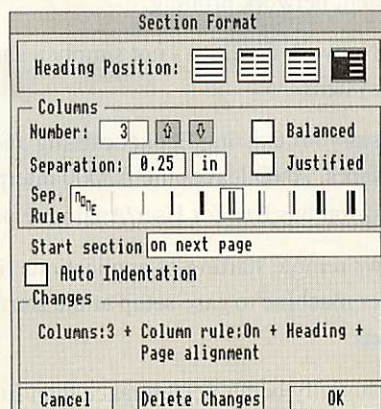 Section Format
Heading Position:
Columns
Number: 3 Balanced
Separation: 0.25 in Justified
Sep. Rule nonE
Start section on next page
Auto Indentation
Changes
Columns:3 + Column rule:On + Heading +
Page alignment
Cancel Delete Changes OK